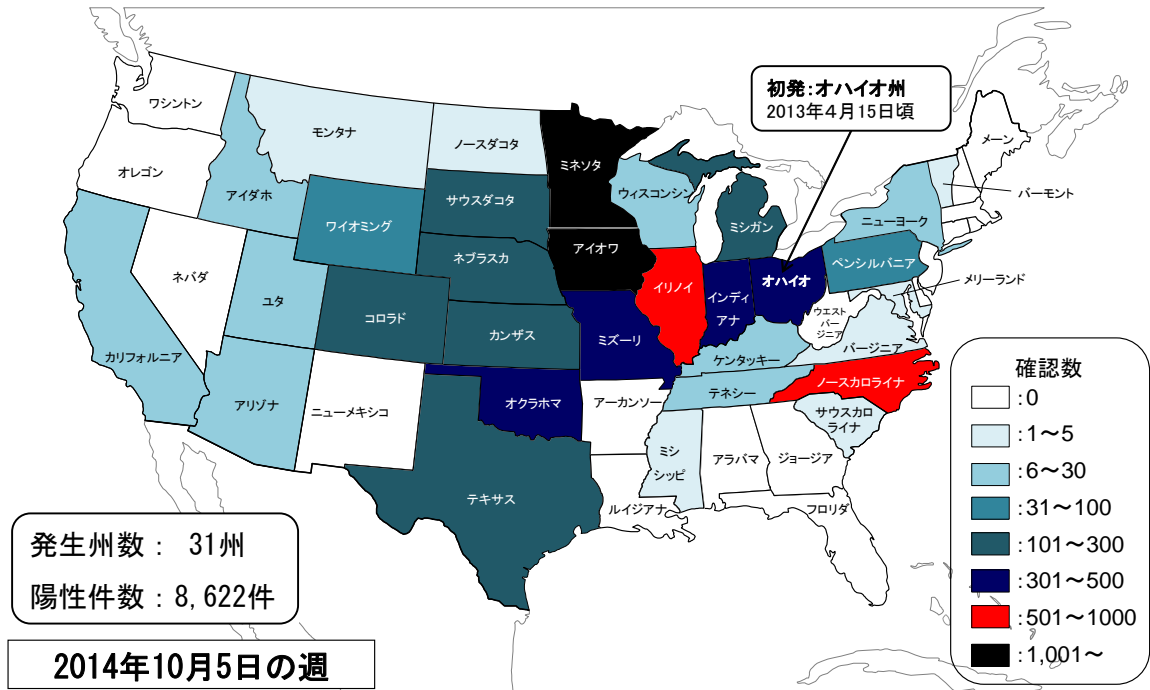 初発:オハイオ州
2013年4月15日頃
ワシントン
モンタナ
ノースダコタ
ミネソタ
メーン
オレゴン
アイダホ
ウィスコンシン
バーモント
サウスダコタ
ワイオミング
ミシガン
ニューヨーク
アイオワ
ネブラスカ
ペンシルバニア
ネバダ
ユタ
イリノイ
インディ
アナ
オハイオ
メリーランド
コロラド
カンザス
ミズーリ
ウエスト
バー
ジニア
カリフォルニア
ケンタッキー
バージニア
アリゾナ
ニューメキシコ
オクラホマ
アーカンソー
テネシー
ノースカロライナ
サウスカロ
ライナ
ミシ
シッピ
アラバマ
ジョージア
テキサス
ルイジアナ
フロリダ
確認数
:0
:1～5
:6～30
:31～100
:101～300
:301～500
:501～1000
:1,001～
発生州数： 31州
陽性件数：8,622件
2014年10月5日の週